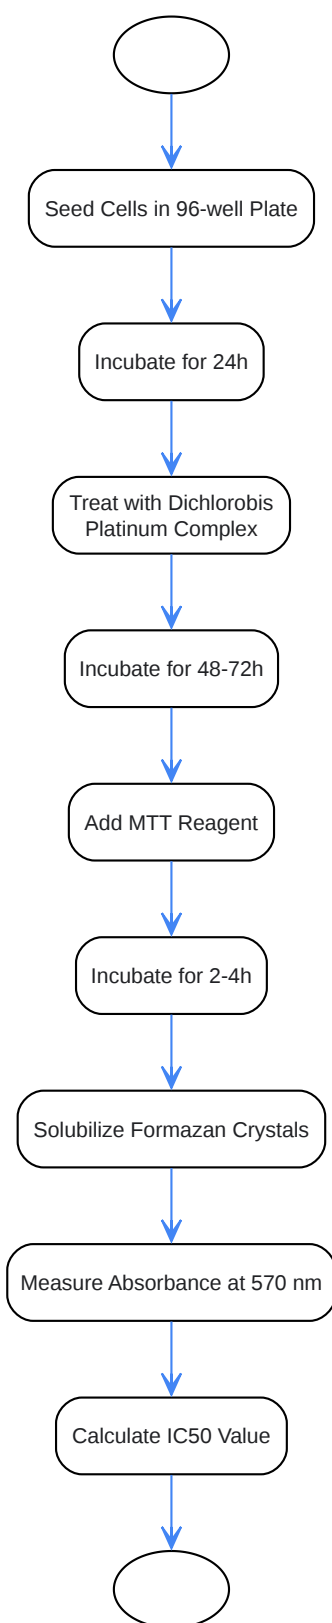 Seed Cells in 96-well Plate
Incubate for 24h
Treat with Dichlorobis
Platinum Complex
Incubate for 48-72h
Add MTT Reagent
Incubate for 2-4h
Solubilize Formazan Crystals
Measure Absorbance at 570 nm
Calculate IC50 Value